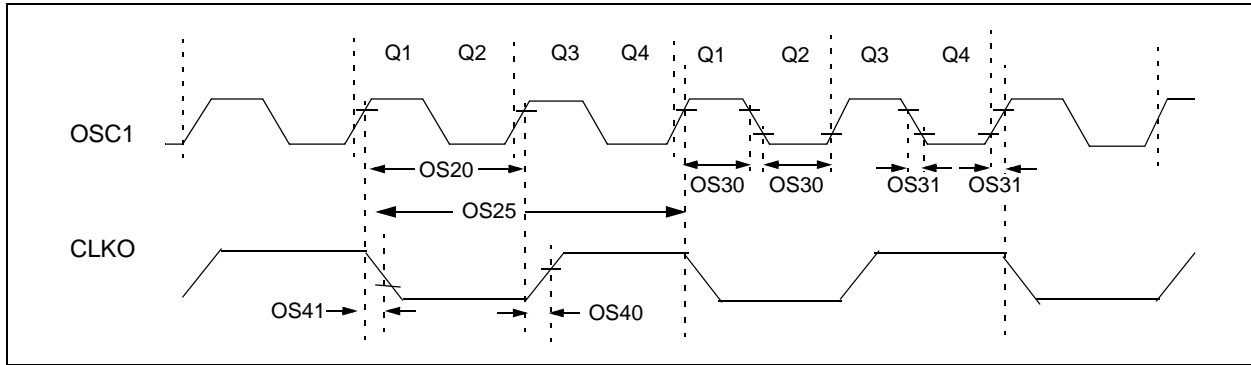 Q1 Q2 Q3 Q4 Q1 Q2 Q3 Q4
OSC1
OS20
OS30 OS30 OS31 OS31
OS25
CLKO
OS41 OS40